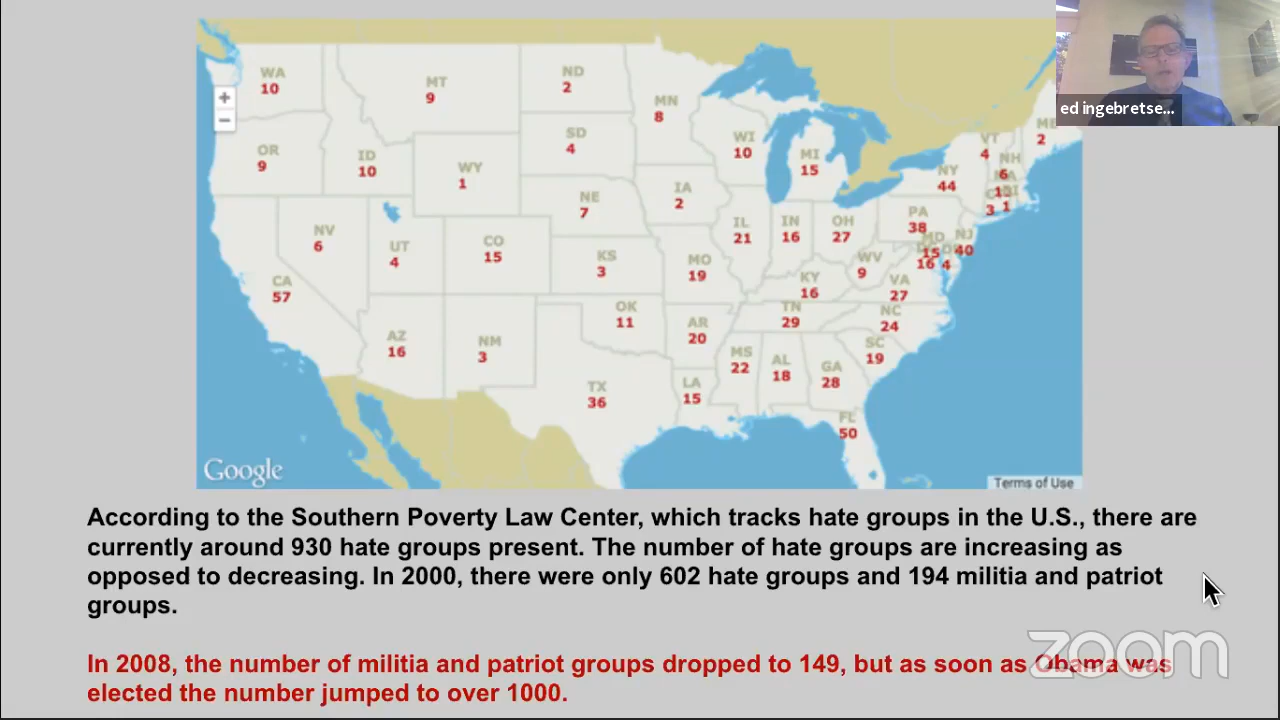 ed ingebretse...
WA
10
MT
9
ND
2
MN
8
OR
9
ID
10
WY
1
SD
4
WI
10
MI
15
VT
4
NH
6
ME
2
NY
44
NE
7
IA
2
3
1
NV
6
UT
4
CO
15
KS
3
MO
19
IL
21
IN
16
OH
27
PA
38
NJ
40
MD
15
16
4
WV
9
VA
27
CA
57
KY
16
AZ
16
NM
3
OK
11
AR
20
TN
29
NC
24
SC
19
TX
36
LA
15
MS
22
AL
18
GA
28
FL
50
+
−
Google
Terms of Use
According to the Southern Poverty Law Center, which tracks hate groups in the U.S., there are
currently around 930 hate groups present. The number of hate groups are increasing as
opposed to decreasing. In 2000, there were only 602 hate groups and 194 militia and patriot
groups.
In 2008, the number of militia and patriot groups dropped to 149, but as soon as Obama was
elected the number jumped to over 1000.
zoom